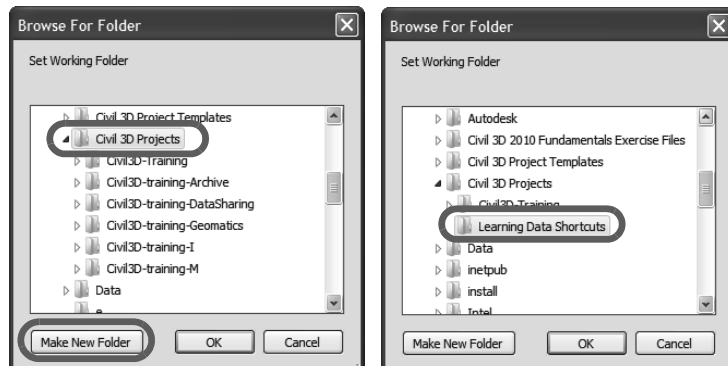 Browse For Folder
Set Working Folder
Civil 3D Project Templates
Civil 3D Projects
Civil3D-Training
Civil3D-training-Archive
Civil3D-training-DataSharing
Civil3D-training-Geomatics
Civil3D-training-I
Civil3D-training-M
Data
e
Make New Folder OK Cancel
Browse For Folder
Set Working Folder
Autodesk
Civil 3D 2010 Fundamentals Exercise Files
Civil 3D Project Templates
Civil 3D Projects
Civil3D-Training
Learning Data Shortcuts
Data
inetpub
install
Intel
Make New Folder OK Cancel